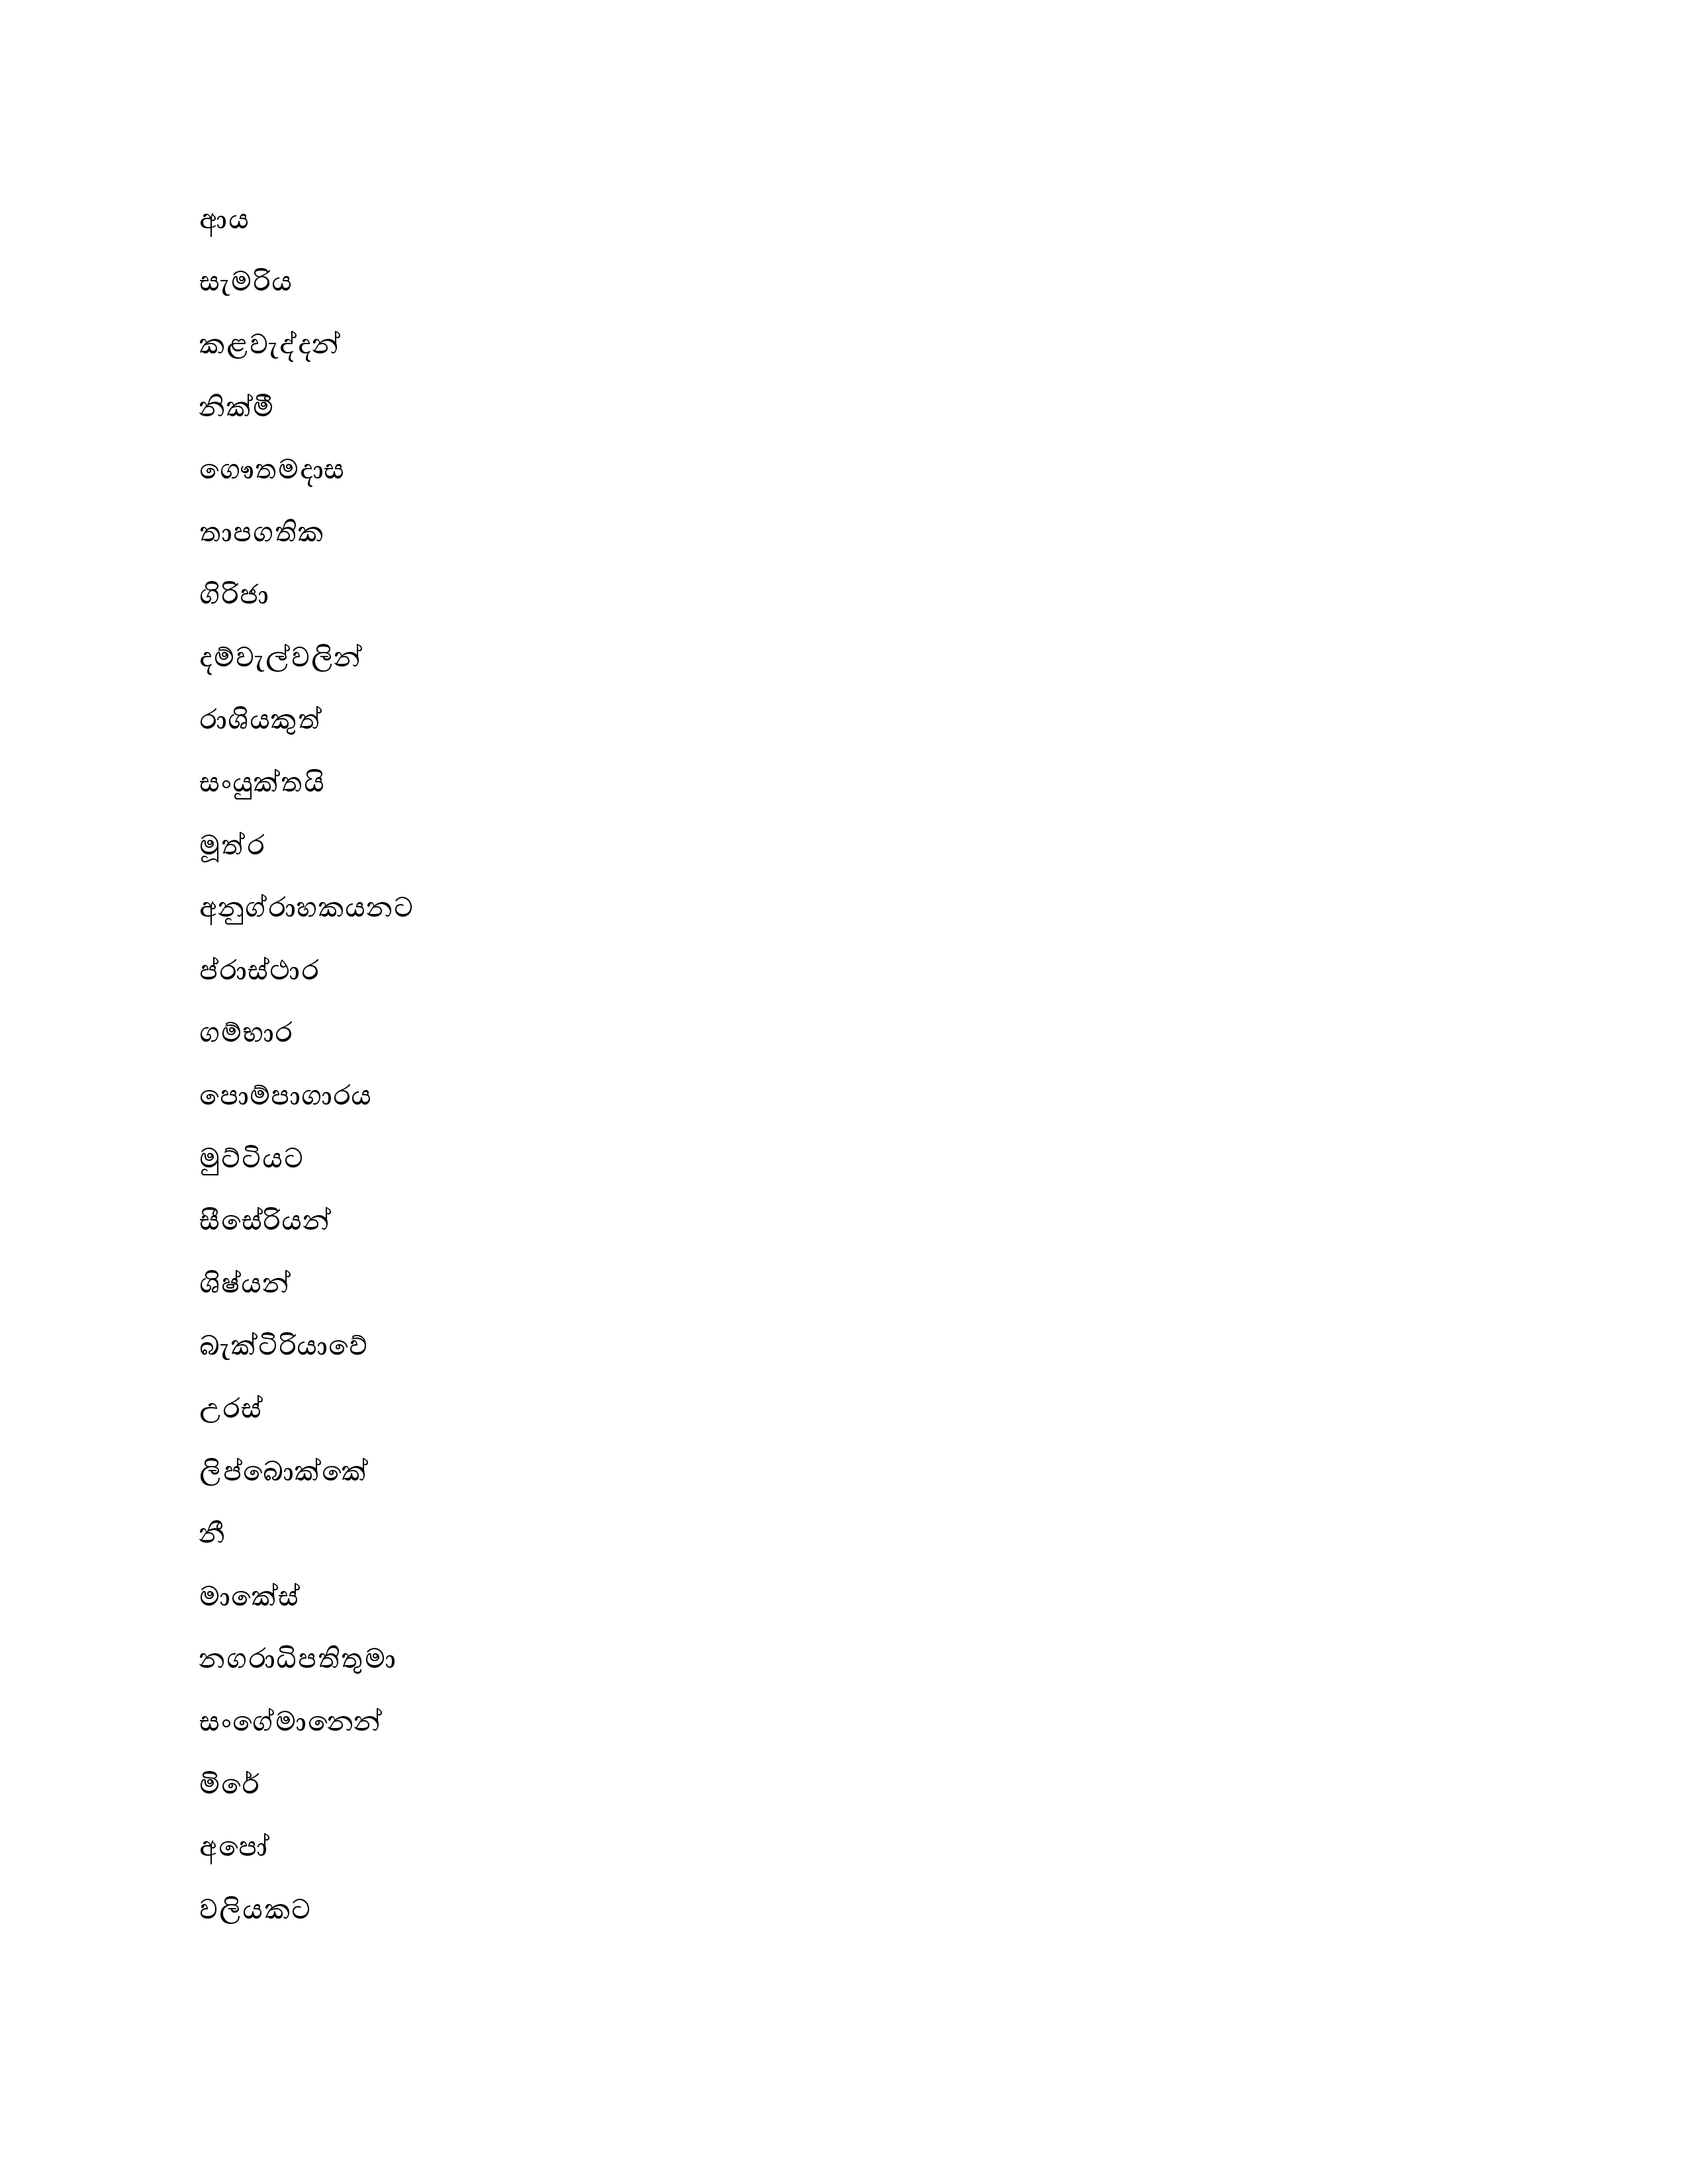 ආය
සැමරිය
කළවැද්දන්
නික්මී
ගෞතමදාස
තාපගතික
ගිරිජා
දම්වැල්වලින්
රාශියකුත්
සංයුක්තයි
මූත්ර
අනුග්රාහකයනට
ප්රාස්ථාර
ගම්භාර
පොම්පාගාරය
මුට්ටියට
සීසේරියන්
ශිෂ්යන්
බැක්ටිරියාවේ
උරස්
ලිප්බොක්කේ
නී
මාකේස්
නගරාධිපතිතුමා
සංගේමානෙන්
මිරේ
අපෝ
වලියකට